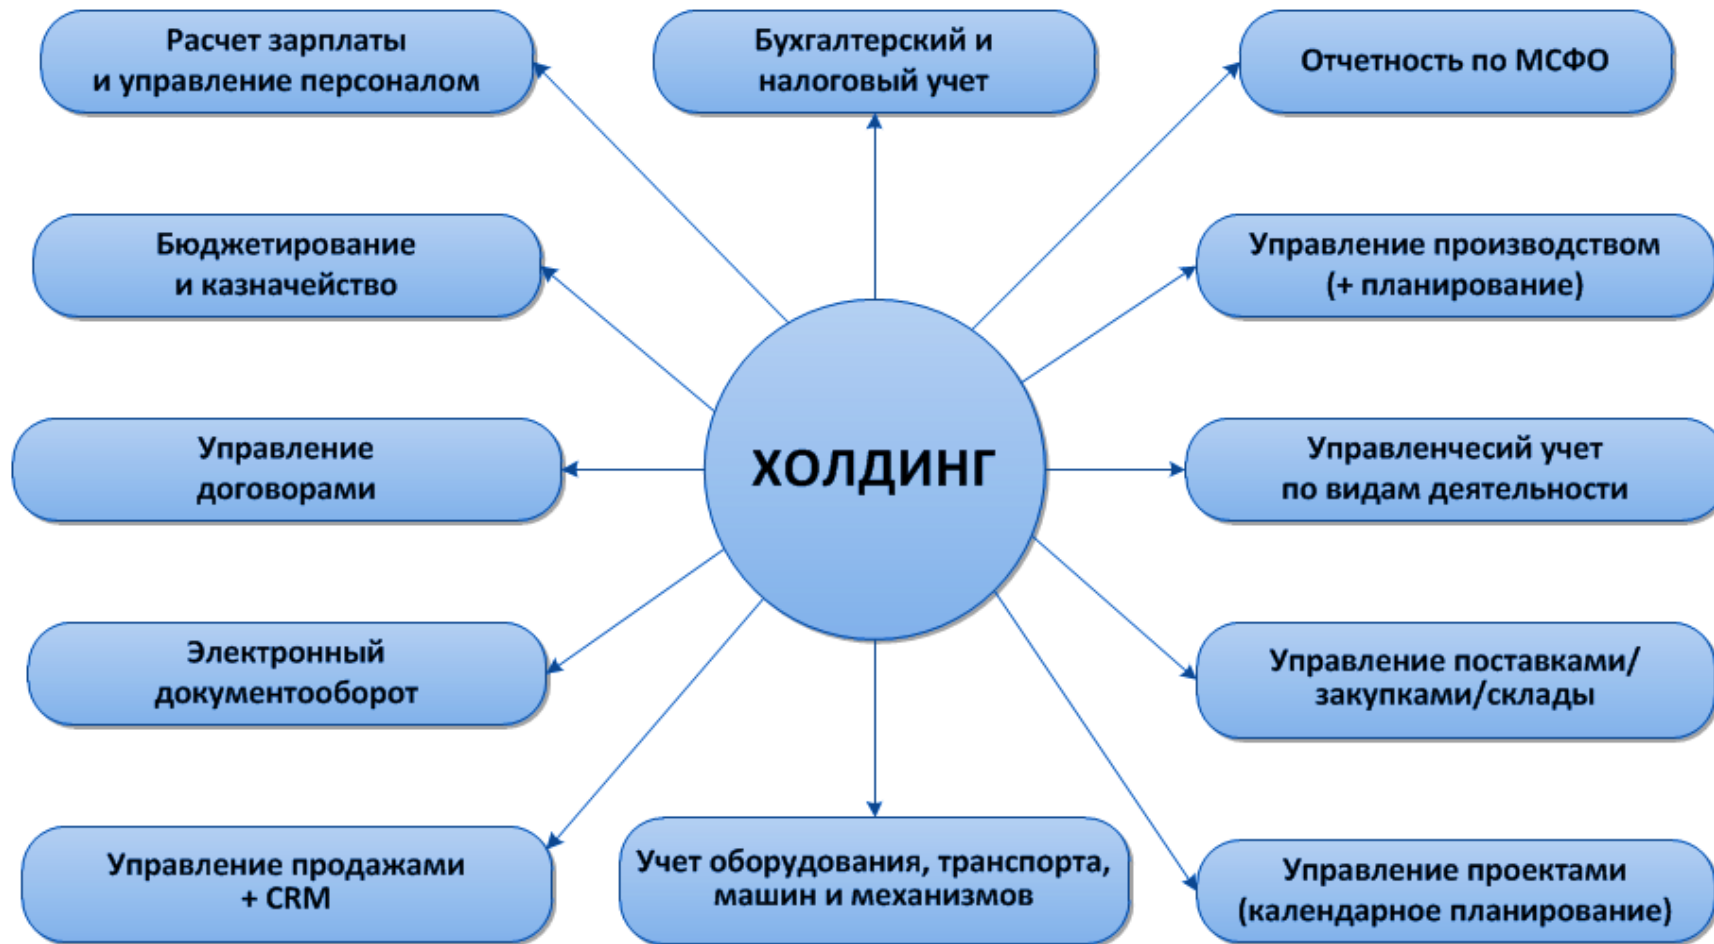 Расчет зарплаты
и управление персоналом
Бухгалтерский и
налоговый учет
Отчетность по МСФО
Бюджетирование
и казначейство
Управление производством
(+ планирование)
Управление
договорами
ХОЛДИНГ
Управленчесий учет
по видам деятельности
Электронный
документооборот
Управление поставками/
закупками/склады
Управление продажами
+ CRM
Учет оборудования, транспорта,
машин и механизмов
Управление проектами
(календарное планирование)